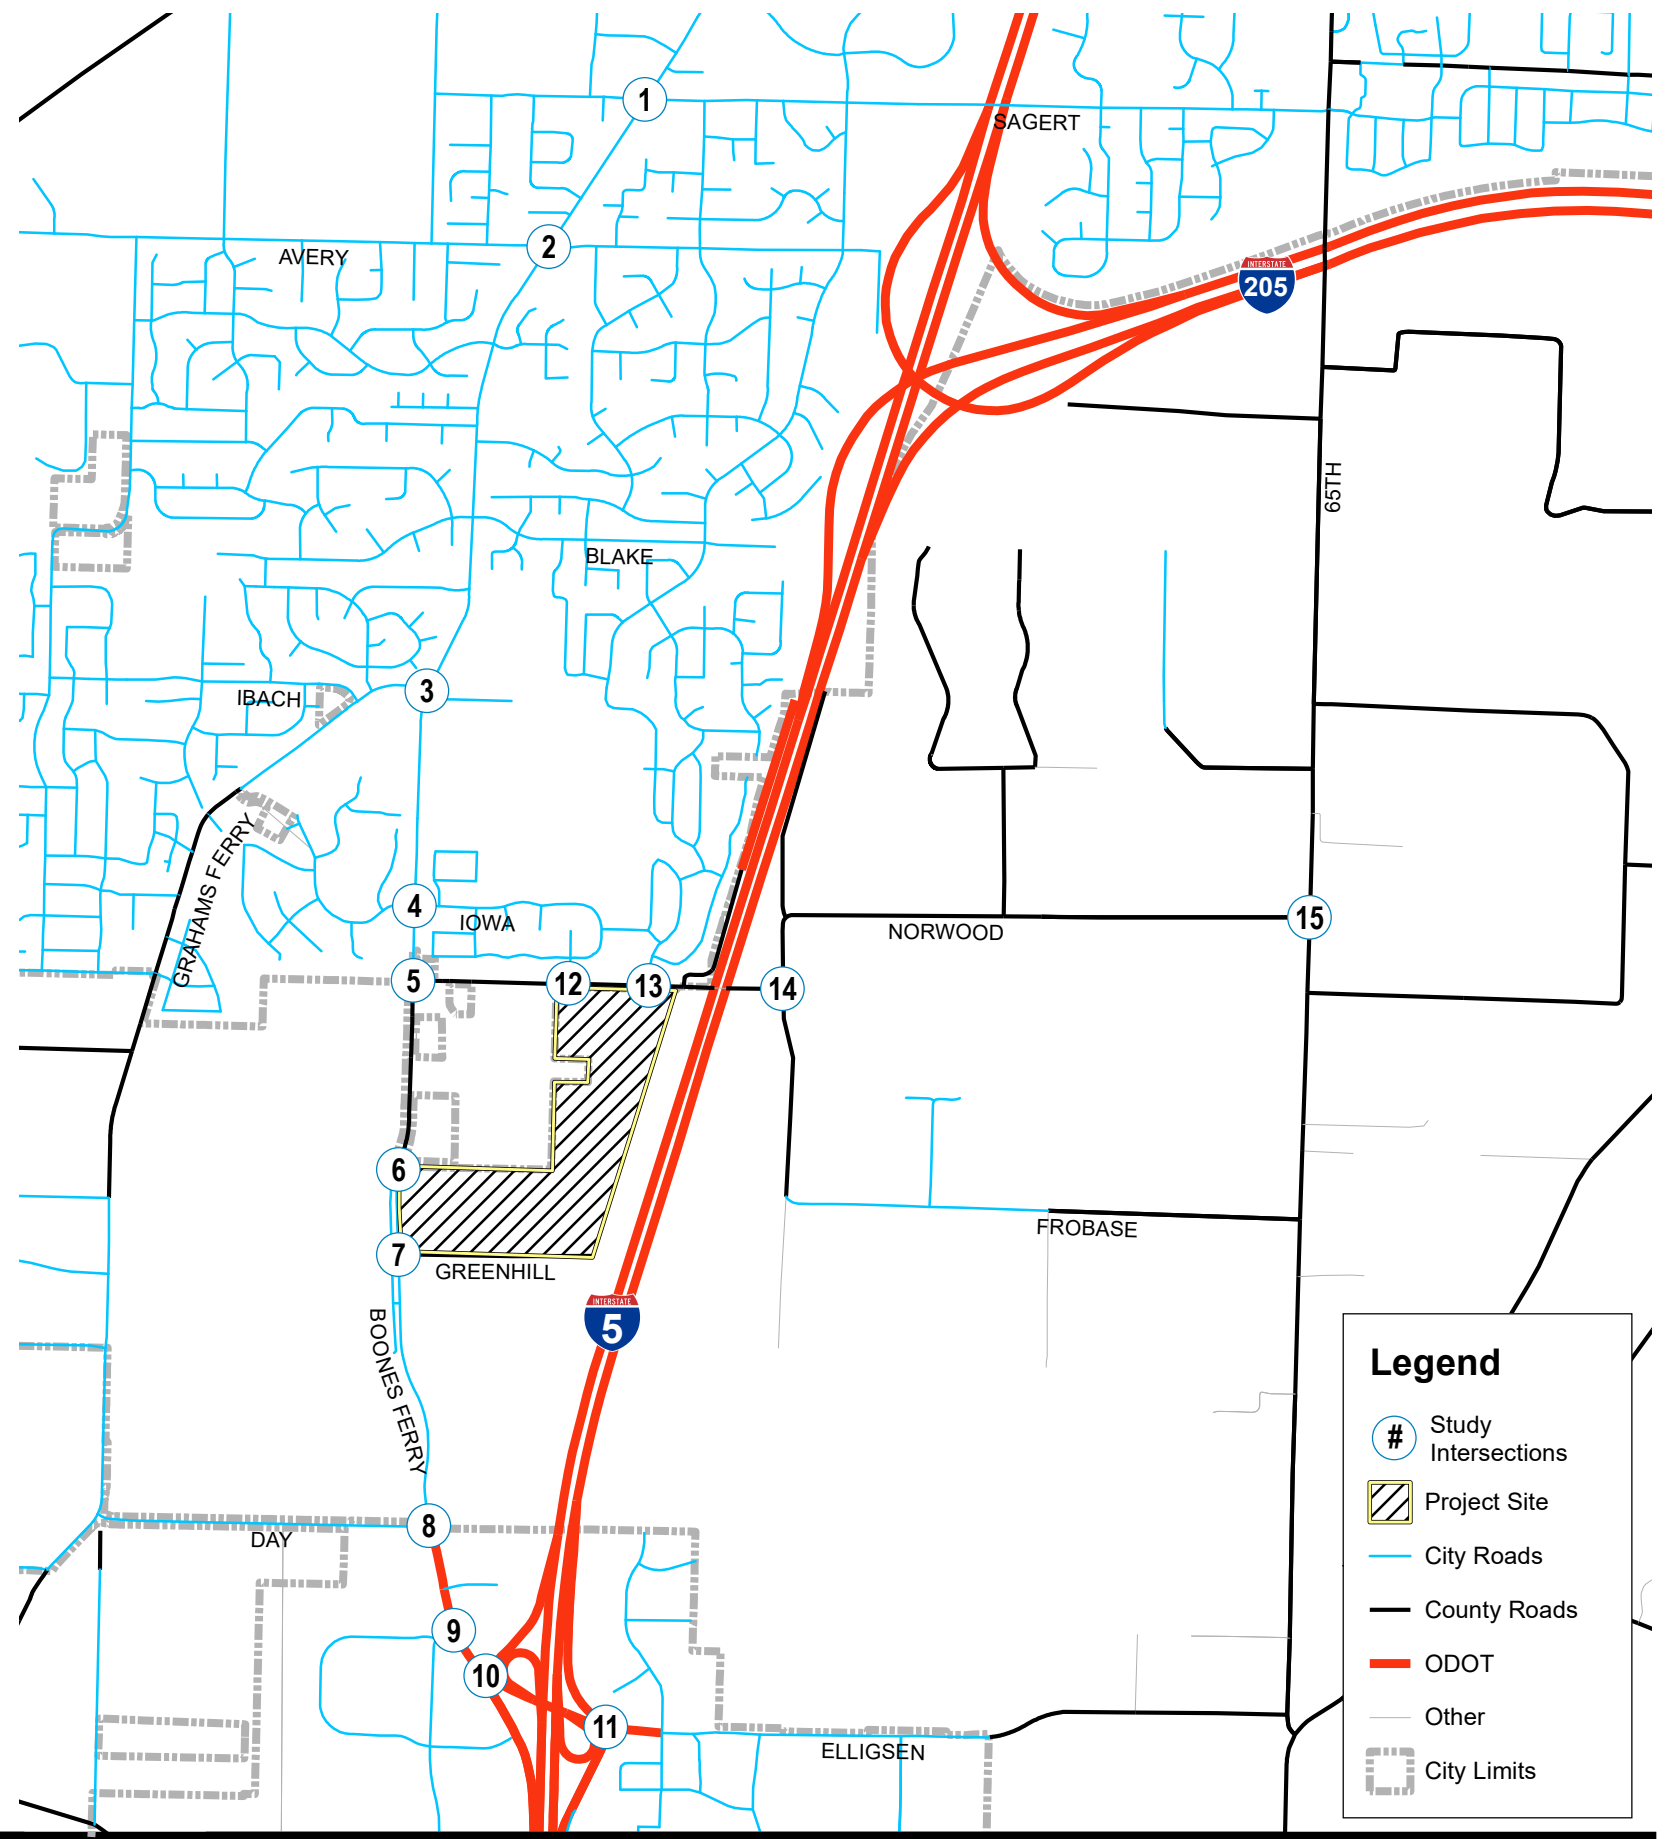 1
SAGERT
2
AVERY
INTERSTATE
205
65TH
BLAKE
3
IBACH
GRAHAMS FERRY
4
IOWA
15
NORWOOD
5
12
13
14
6
FROBASE
7
GREENHILL
INTERSTATE
5
BOONES FERRY
Legend
#
Study
Intersections
Project Site
City Roads
County Roads
ODOT
Other
City Limits
8
DAY
9
10
11
ELLIGSEN